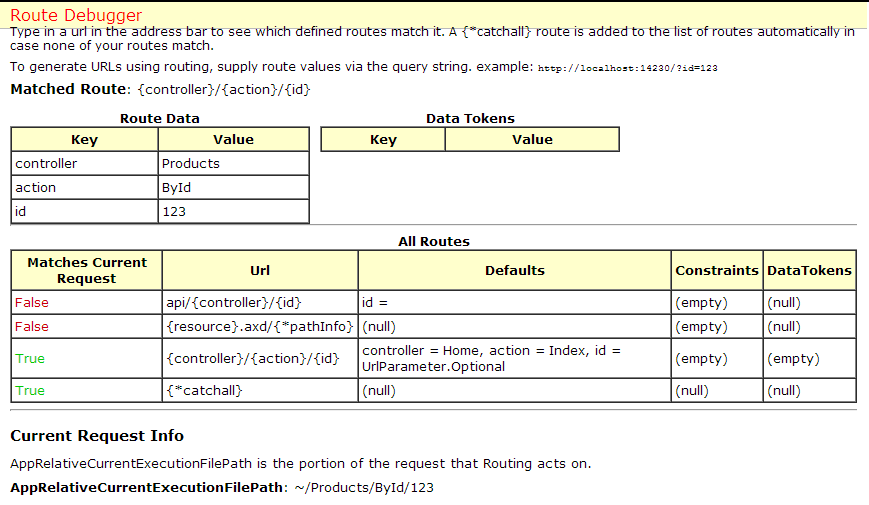 Route Debugger
Type in a url in the address bar to see which defined routes match it. A {*catchall} route is added to the list of routes automatically in
case none of your routes match.
To generate URLs using routing, supply route values via the query string. example: http://localhost:14230/?id=123
Matched Route: {controller}/{action}/{id}
Route Data
Key Value
controller Products
action ById
id 123
Data Tokens
Key Value
All Routes
Matches Current
Request Url Defaults Constraints DataTokens
False api/{controller}/{id} id = (empty) (null)
False {resource}.axd/{*pathInfo} (null) (empty) (null)
True {controller}/{action}/{id} controller = Home, action = Index, id =
UrlParameter.Optional (empty) (empty)
True {*catchall} (null) (null) (null)
Current Request Info
AppRelativeCurrentExecutionFilePath is the portion of the request that Routing acts on.
AppRelativeCurrentExecutionFilePath: ~/Products/ById/123